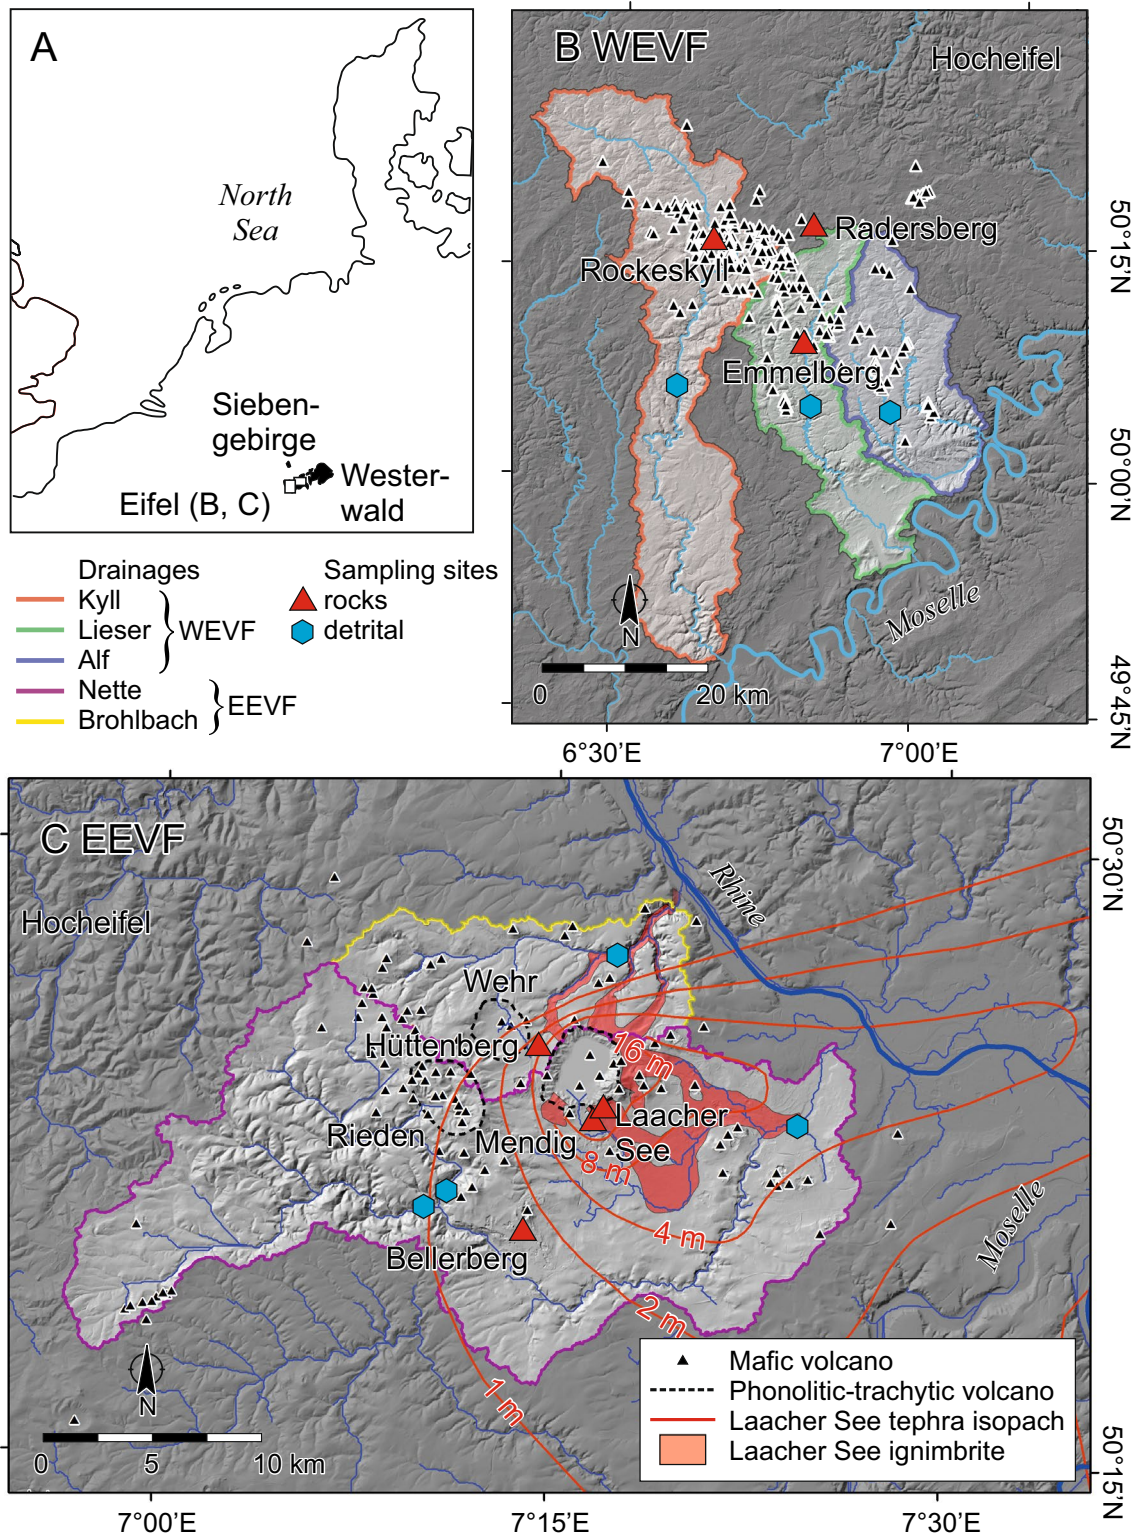 A
North
Sea
Sieben-
gebirge
Wester-
wald
Eifel (B, C)
Drainages
Kyll
Lieser
Alf
WEVF
Nette
Brohlbach
EEVF
Sampling sites
rocks
detrital
B WEVF
Hocheifel
Radersberg
Rockeskyll
Emmelberg
Moselle
N
0
20 km
50°15'N
50°00'N
49°45'N
6°30'E
7°00'E
C EEVF
Hocheifel
Rhine
Wehr
Hüttenberg
16 m
Laacher
See
Rieden
Mendig
8 m
4 m
Bellerberg
2 m
1 m
Moselle
N
0
5
10 km
Mafic volcano
Phonolitic-trachytic volcano
Laacher See tephra isopach
Laacher See ignimbrite
50°30'N
50°15'N
7°00'E
7°15'E
7°30'E